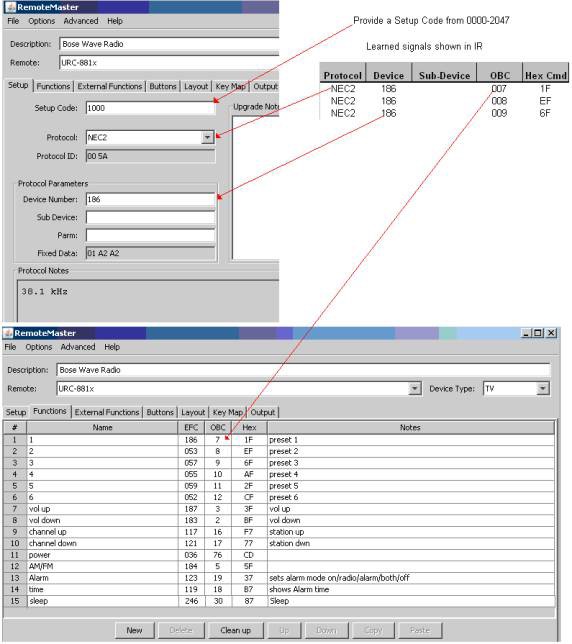 RemoteMaster
File Options Advanced Help
Provide a Setup Code from 0000-2047
Description: Bose Wave Radio
Learned signals shown in IR
Remote: URC-881x
Protocol Device Sub-Device OBC Hex Cmd
NEC2 186 007 1F
NEC2 186 008 EF
NEC2 186 009 6F
Setup Functions External Functions Buttons Layout Key Map Output
Setup Code: 1000
Upgrade Note
Protocol: NEC2
Protocol ID: 00 5A
Protocol Parameters
Device Number: 186
Sub Device:
Parm:
Fixed Data: 01 A2 A2
Protocol Notes
38.1 kHz
RemoteMaster
File Options Advanced Help
Description: Bose Wave Radio
Remote: URC-881x Device Type: TV
Setup Functions External Functions Buttons Layout Key Map Output
# Name EFC OBC Hex Notes
1 1 186 7 1F preset 1
2 2 053 8 EF preset 2
3 3 057 9 6F preset 3
4 4 055 10 AF preset 4
5 5 059 11 2F preset 5
6 6 052 12 CF preset 6
7 vol up 187 3 3F vol up
8 vol down 183 2 BF vol down
9 channel up 117 16 F7 station up
10 channel down 121 17 77 station dwn
11 power 036 76 CD
12 AM/FM 184 5 5F
13 Alarm 123 19 37 sets alarm mode on/radio/alarm/both/off
14 time 119 18 B7 shows Alarm time
15 sleep 246 30 87 Sleep
New Delete Clean up Up Down Copy Paste